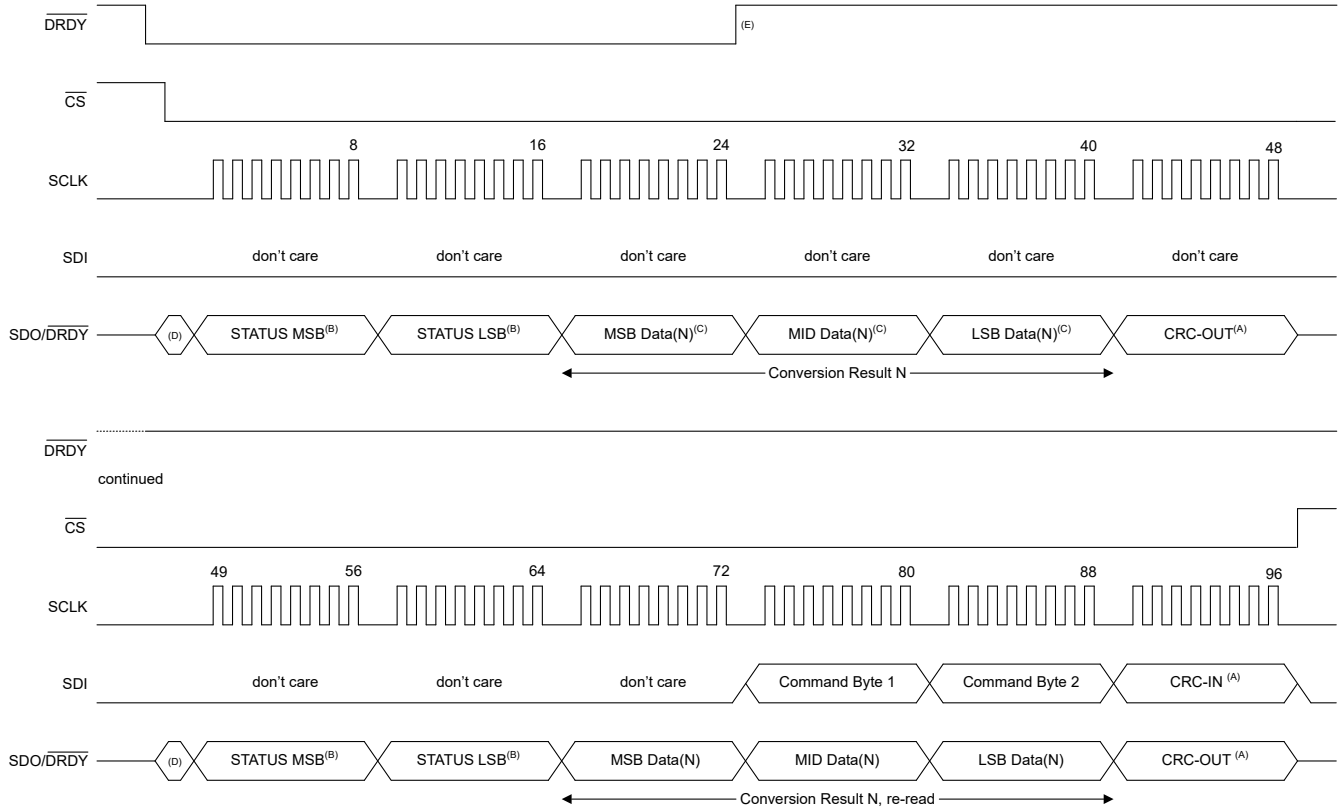 DRDY
(E)
CS
8 16 24 32 40 48
SCLK
SDI don't care don't care don't care don't care don't care don't care
SDO/DRDY (D) STATUS MSB(B) STATUS LSB(B) MSB Data(N)(C) MID Data(N)(C) LSB Data(N)(C) CRC-OUT(A)
Conversion Result N
DRDY
continued
CS
49 56 64 72 80 88 96
SCLK
SDI don't care don't care don't care Command Byte 1 Command Byte 2 CRC-IN (A)
SDO/DRDY (D) STATUS MSB(B) STATUS LSB(B) MSB Data(N) MID Data(N) LSB Data(N) CRC-OUT (A)
Conversion Result N, re-read